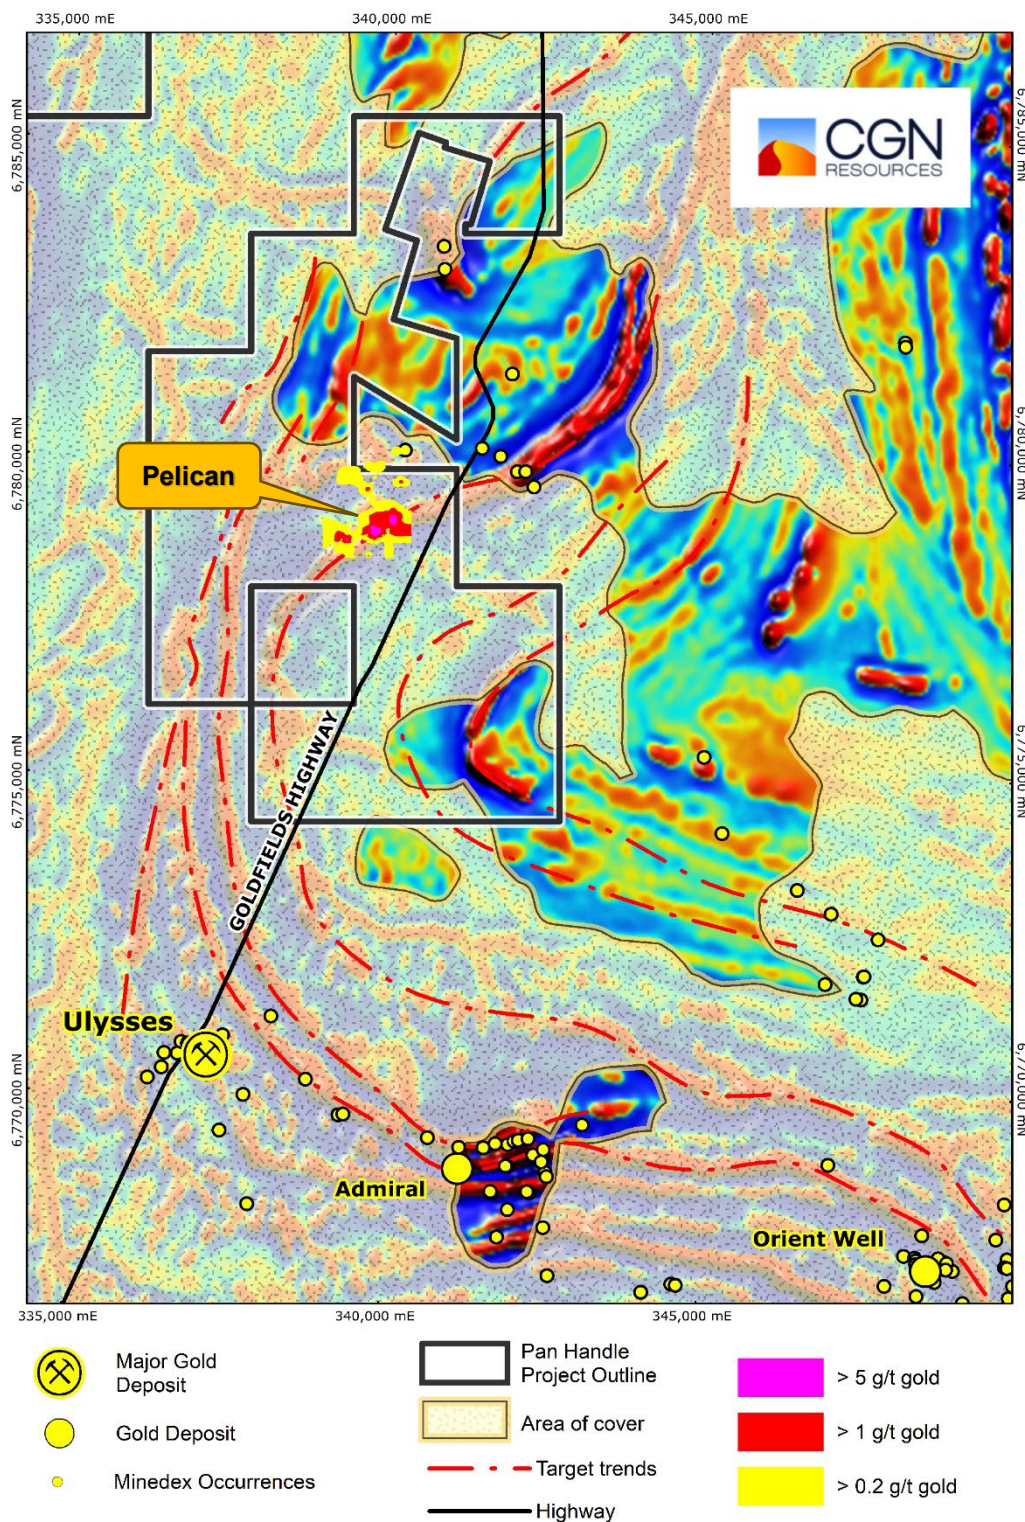 335,000 mE
340,000 mE
345,000 mE
6,785,000 mN
6,785,000 mN
CGN
RESOURCES
6,780,000 mN
6,780,000 mN
Pelican
GOLDFIELDS HIGHWAY
6,775,000 mN
6,775,000 mN
Ulysses
6,770,000 mN
6,770,000 mN
Admiral
Orient Well
335,000 mE
340,000 mE
345,000 mE
Major Gold
Deposit
Gold Deposit
Minedex Occurrences
Pan Handle
Project Outline
Area of cover
Target trends
Highway
> 5 g/t gold
> 1 g/t gold
> 0.2 g/t gold